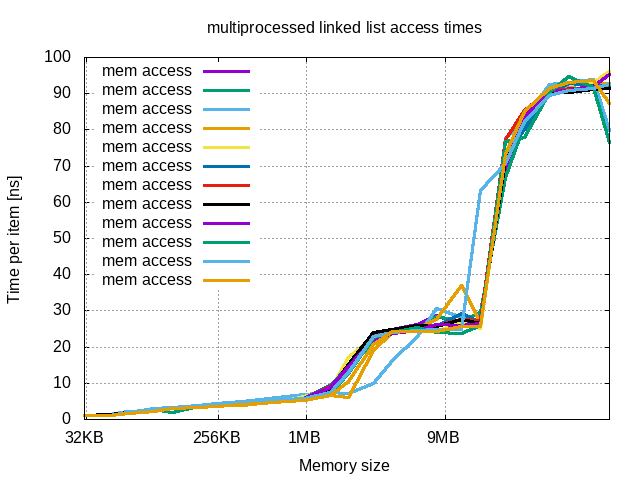 multiprocessed linked list access times
100
90
80
70
60
50
40
30
20
10
0
Time per item [ns]
mem access
mem access
mem access
mem access
mem access
mem access
mem access
mem access
mem access
mem access
mem access
mem access
32KB 256KB 1MB 9MB
Memory size